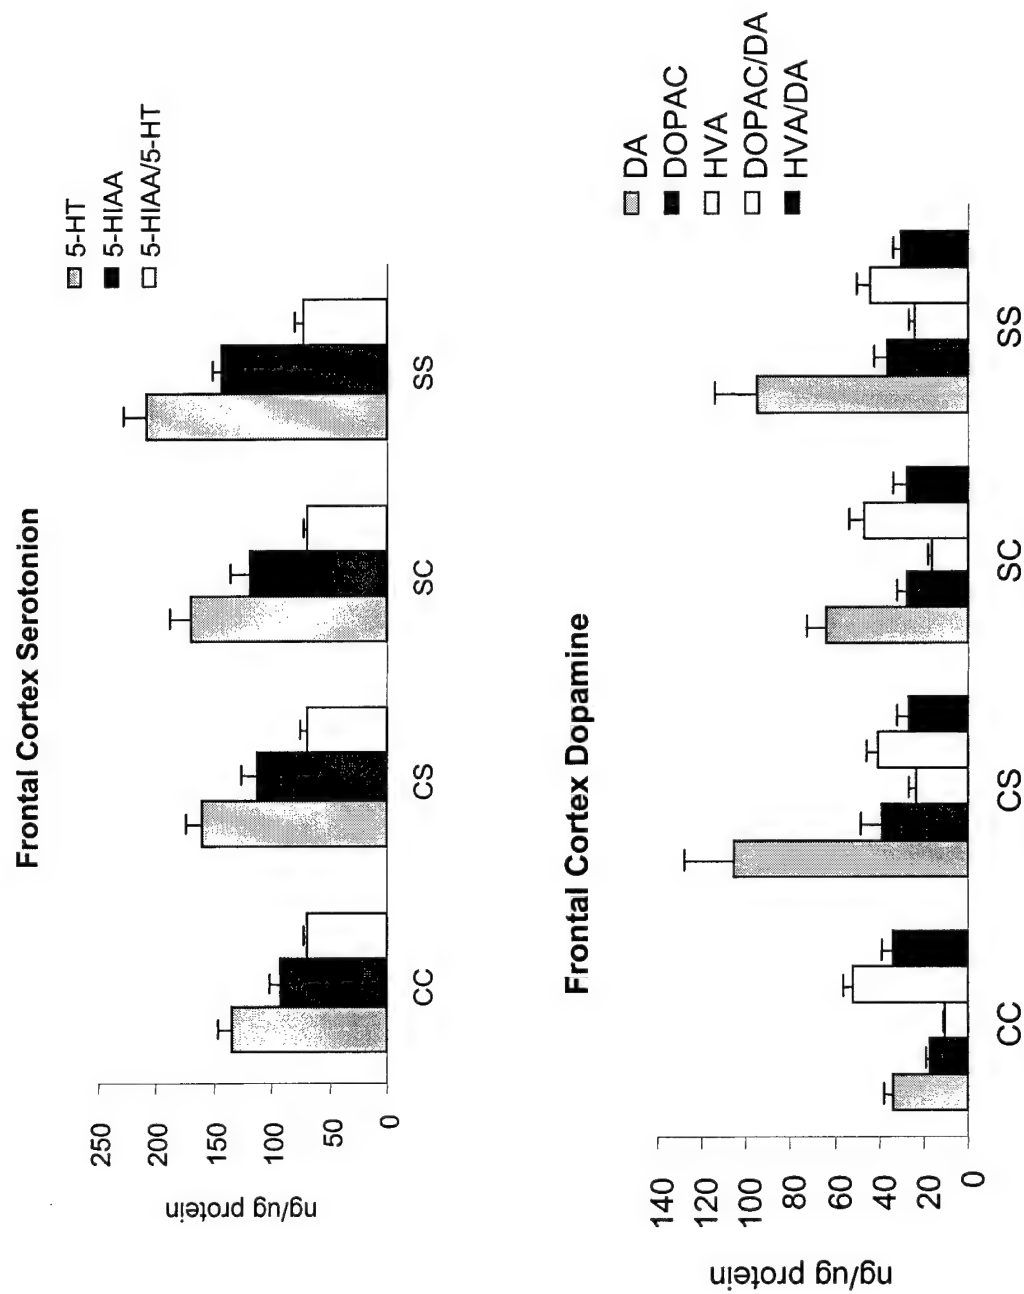 Frontal Cortex Serotonion
5-HT
5-HIAA
5-HIAA/5-HT
ng/ug protein
250
200
150
100
50
0
CC
CS
SC
SS
Frontal Cortex Dopamine
DA
DOPAC
HVA
DOPAC/DA
HVA/DA
ng/ug protein
140
120
100
80
60
40
20
0
CC
CS
SC
SS